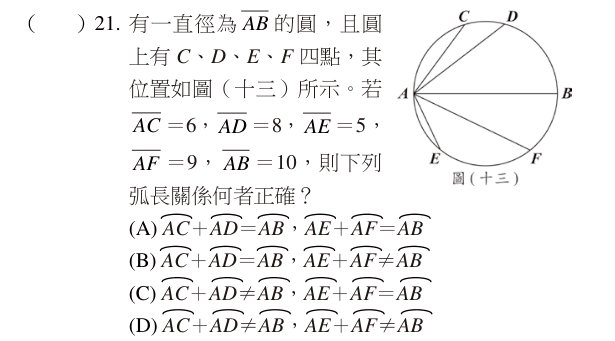 (　　) 21. 有一直徑為 AB 的圓，且圓
上有 C、D、E、F 四點，其
位置如圖(十三)所示。若
AC =6，AD =8，AE =5，
AF =9，AB =10，則下列
弧長關係何者正確？
(A) AC+AD=AB，AE+AF=AB
(B) AC+AD=AB，AE+AF≠AB
(C) AC+AD≠AB，AE+AF=AB
(D) AC+AD≠AB，AE+AF≠AB
C D
A B
E F
圖(十三)